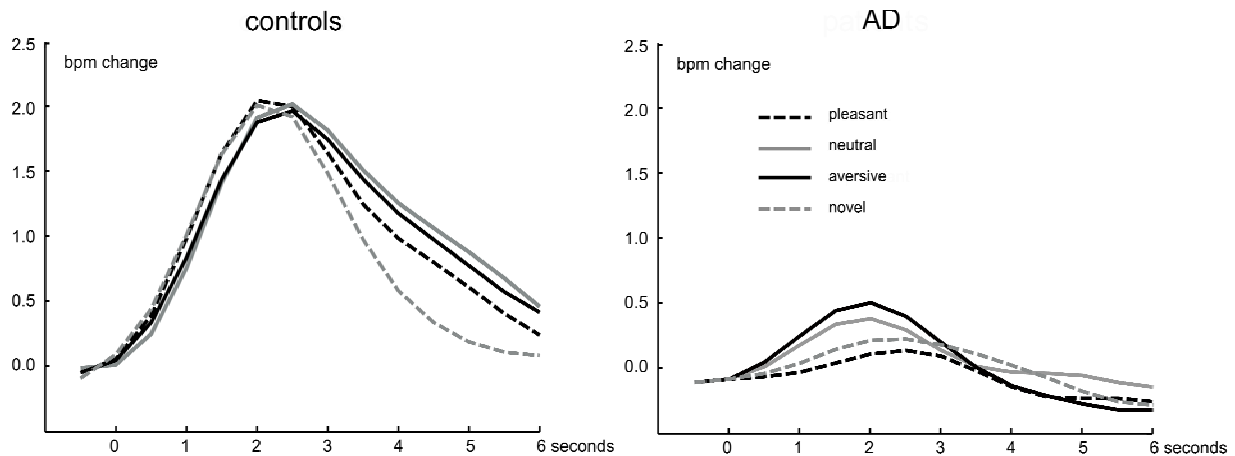 controls
2.5
bpm change
2.0
1.5
1.0
0.5
0.0
0 1 2 3 4 5 6 seconds
AD
2.5
bpm change
2.0
1.5
1.0
0.5
0.0
pleasant
neutral
aversive
novel
0 1 2 3 4 5 6 seconds